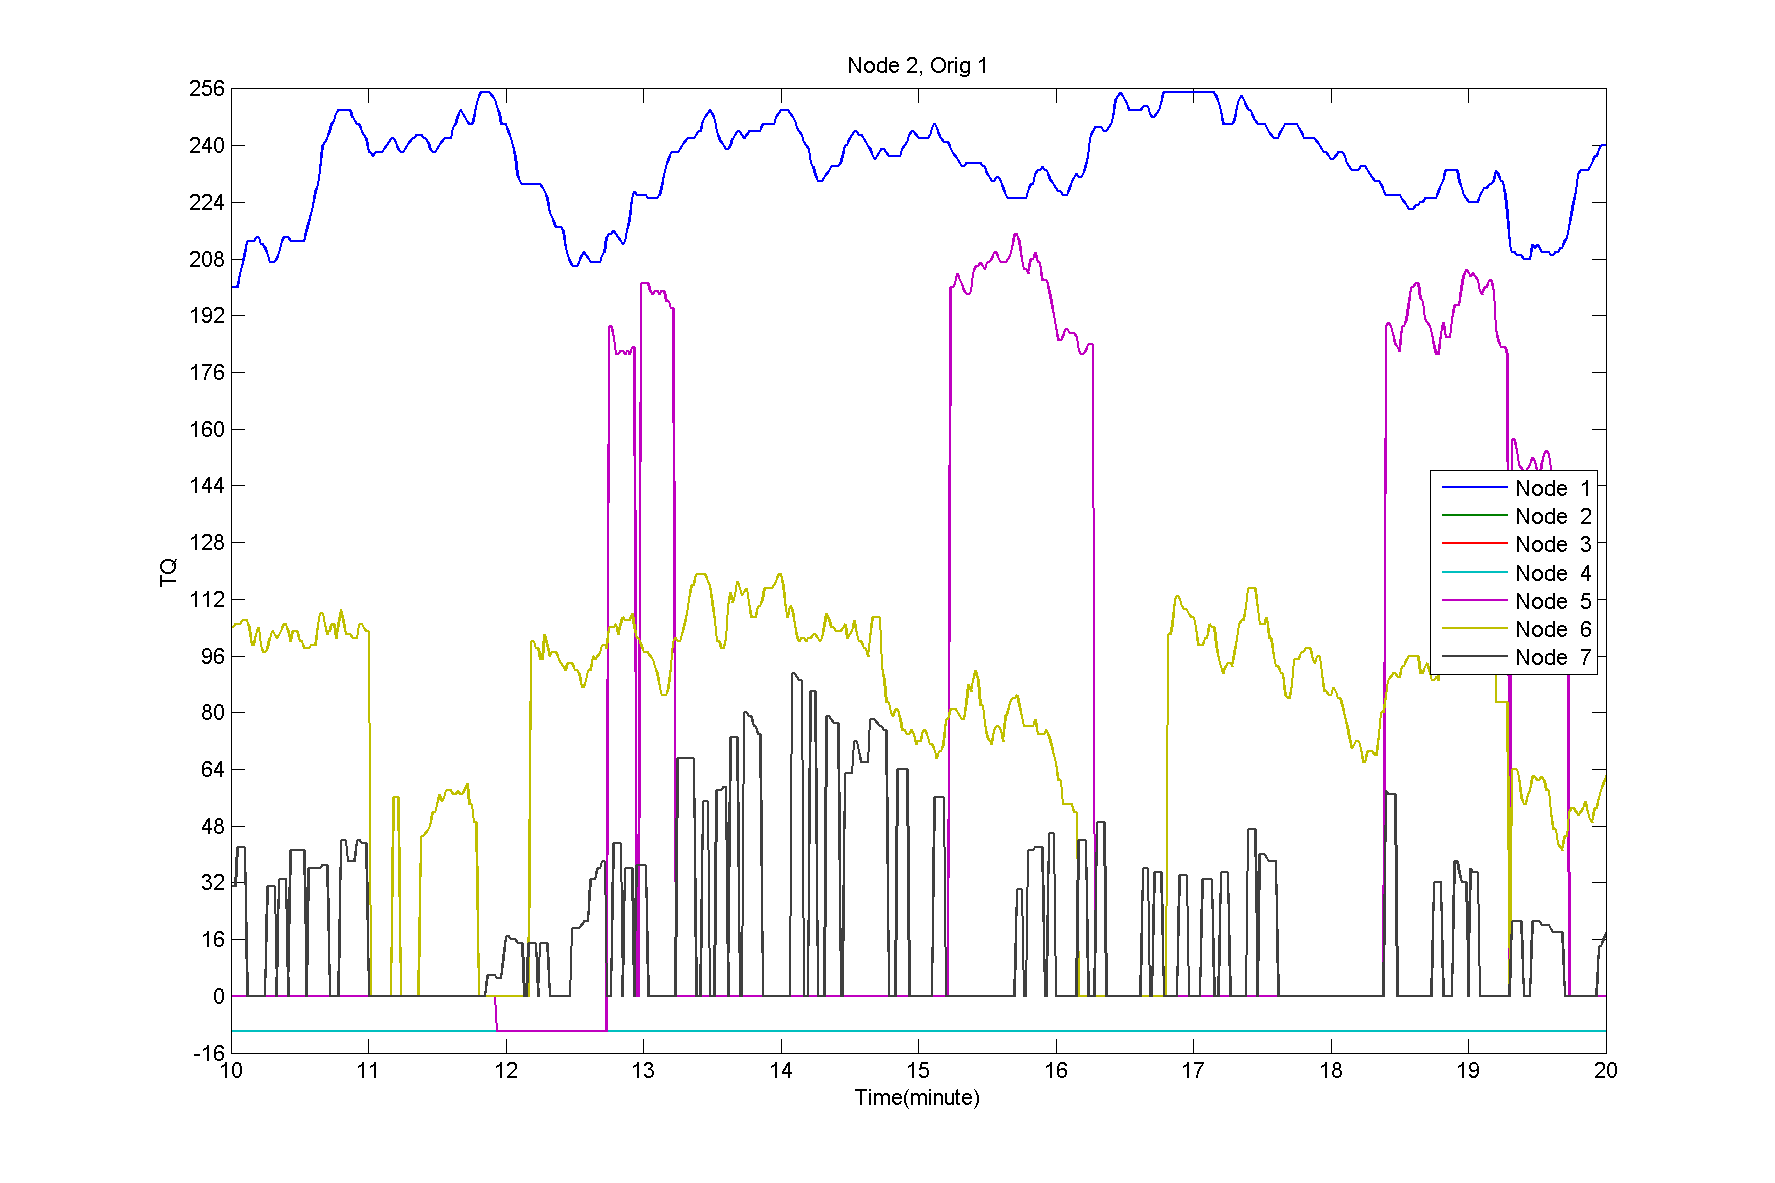 Node 2, Orig 1
256
240
224
208
192
176
160
144
128
112
96
80
64
48
32
16
0
-16
TQ
Node 1
Node 2
Node 3
Node 4
Node 5
Node 6
Node 7
10 11 12 13 14 15 16 17 18 19 20
Time(minute)